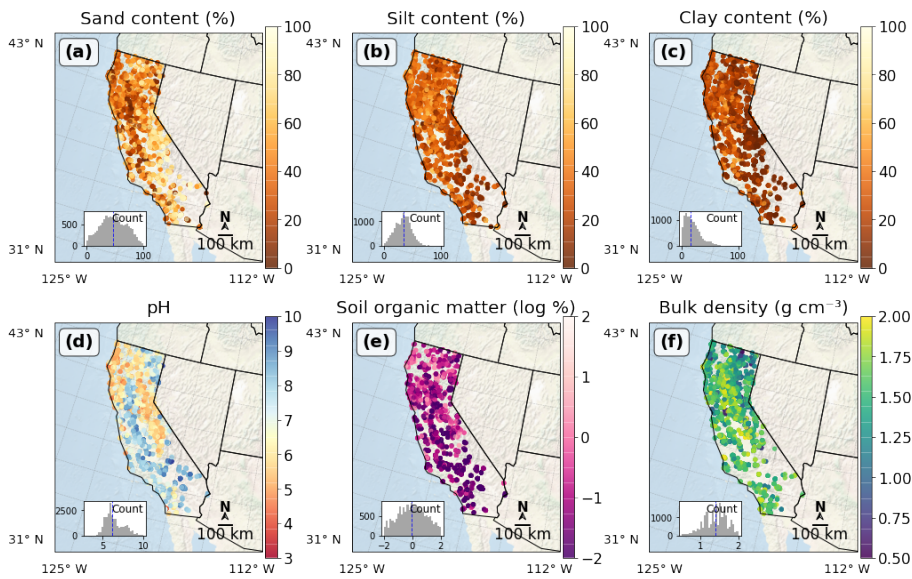 Sand content (%)
43° N
(a)
100
80
60
40
20
0
500
0
Count
0
100
N
100 km
31° N
125° W
112° W
Silt content (%)
43° N
(b)
100
80
60
40
20
0
1000
0
Count
0
100
N
100 km
31° N
125° W
112° W
Clay content (%)
43° N
(c)
100
80
60
40
20
0
1000
0
Count
0
100
N
100 km
31° N
125° W
112° W
pH
43° N
(d)
10
9
8
7
6
5
4
3
2500
0
Count
5
10
N
100 km
31° N
125° W
112° W
Soil organic matter (log %)
43° N
(e)
2
1
0
−1
−2
500
0
Count
−2
0
2
N
100 km
31° N
125° W
112° W
Bulk density (g cm⁻³)
43° N
(f)
2.00
1.75
1.50
1.25
1.00
0.75
0.50
1000
0
Count
1
2
N
100 km
31° N
125° W
112° W